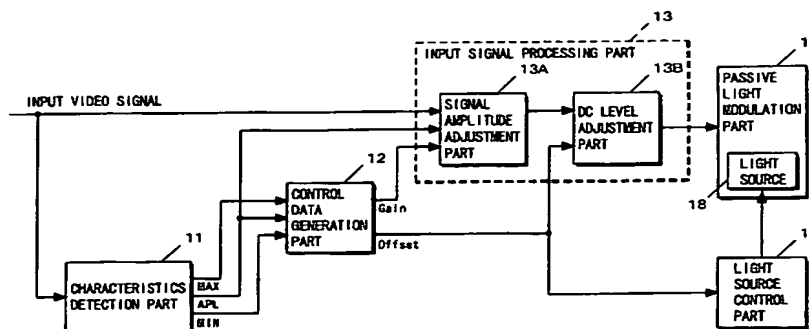 13
INPUT SIGNAL PROCESSING PART
13A
13B
1
INPUT VIDEO SIGNAL
SIGNAL
AMPLITUDE
ADJUSTMENT
PART
DC LEVEL
ADJUSTMENT
PART
PASSIVE
LIGHT
MODULATION
PART
LIGHT
SOURCE
18
12
CONTROL
DATA
GENERATION
PART
Gain
Offset
11
CHARACTERISTICS
DETECTION PART
MAX
APL
MIN
1
LIGHT
SOURCE
CONTROL
PART